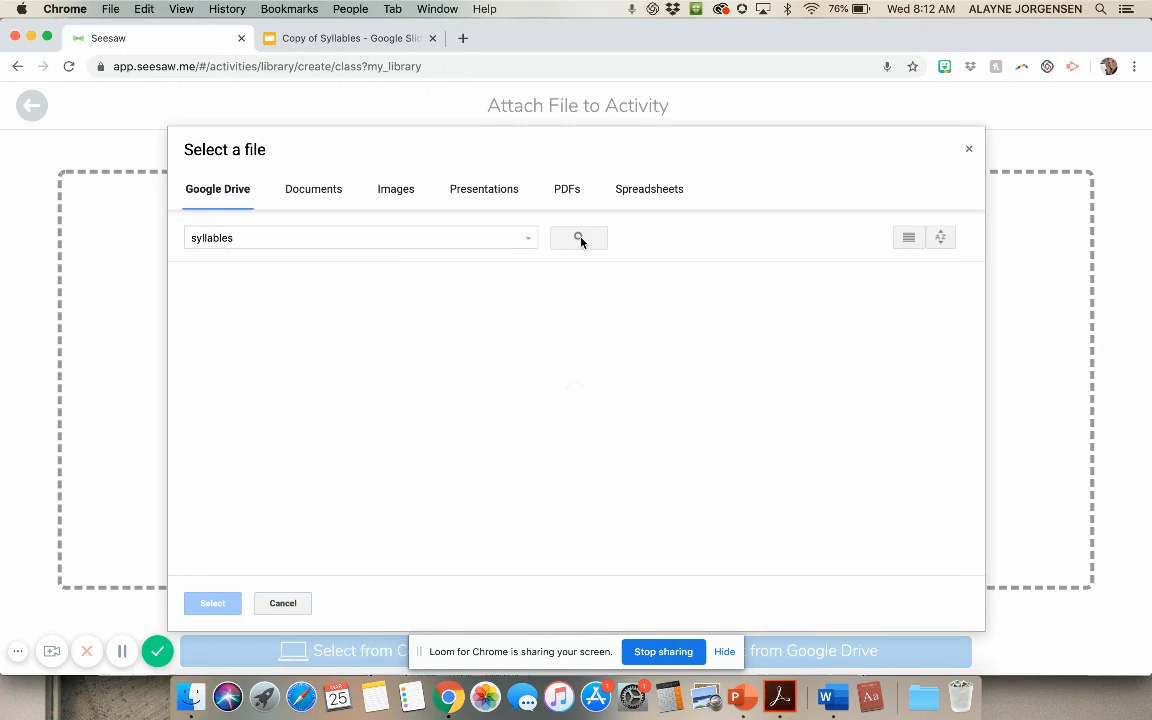 Chrome File Edit View History Bookmarks People Tab Window Help 76% Wed 8:12 AM ALAYNE JORGENSEN
Seesaw Copy of Syllables - Google Slid
app.seesaw.me/#/activities/library/create/class?my_library
Attach File to Activity
Select a file
Google Drive Documents Images Presentations PDFs Spreadsheets
syllables
Select Cancel
Select from C from Google Drive
Loom for Chrome is sharing your screen. Stop sharing Hide
25